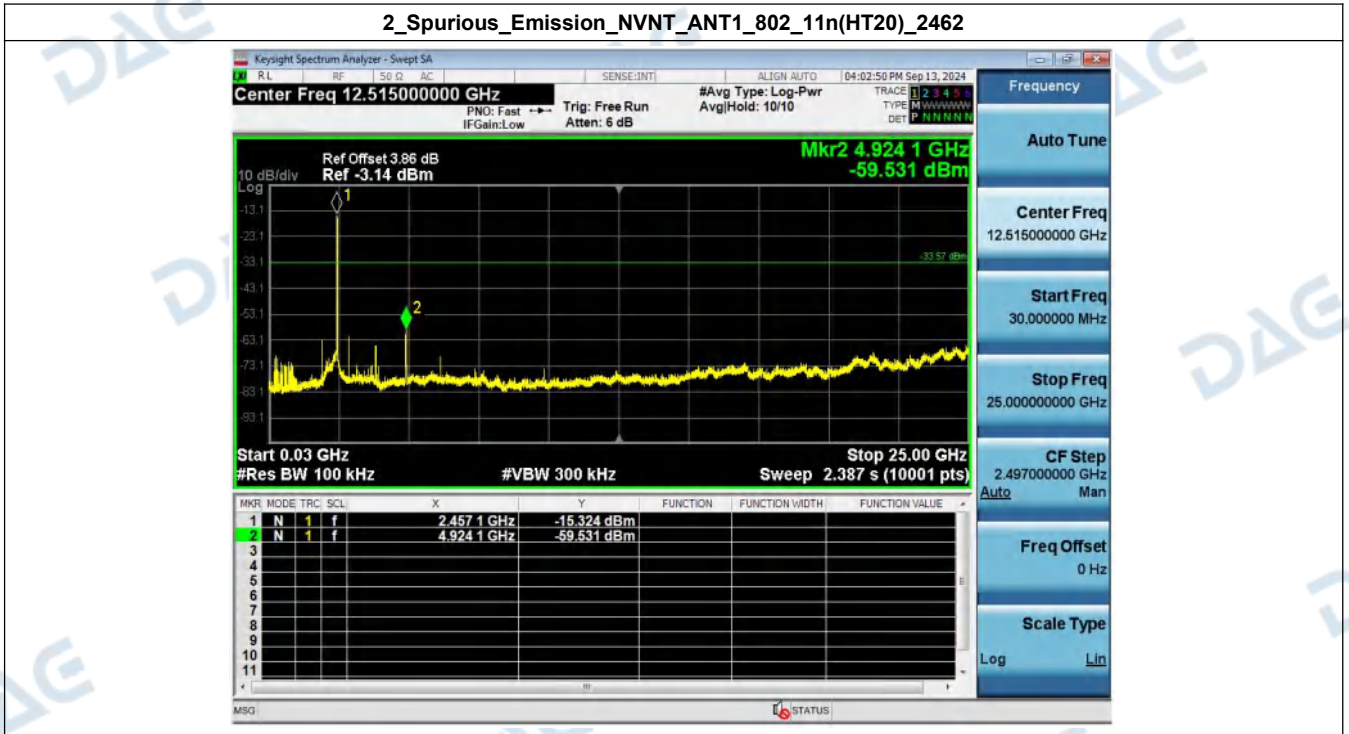 2_Spurious_Emission_NVNT_ANT1_802_11n(HT20)_2462
Keysight Spectrum Analyzer - Swept SA
LXI RL RF 50 Ω AC SENSE:INT ALIGN AUTO 04:02:50 PM Sep 13, 2024
Center Freq 12.515000000 GHz
PNO: Fast
IFGain:Low
Trig: Free Run
Atten: 6 dB
#Avg Type: Log-Pwr
Avg|Hold: 10/10
TRACE 1 2 3 4 5 6
TYPE M W W W W W
DET P N N N N N
Mkr2 4.924 1 GHz
-59.531 dBm
Ref Offset 3.86 dB
10 dB/div Ref -3.14 dBm
Log
1
-13.1
-23.1
-33.1
-33.57 dBm
-43.1
2
-53.1
-63.1
-73.1
-83.1
-93.1
Start 0.03 GHz Stop 25.00 GHz
#Res BW 100 kHz #VBW 300 kHz Sweep 2.387 s (10001 pts)
MKR MODE TRC SCL X Y FUNCTION FUNCTION WIDTH FUNCTION VALUE
1 N 1 f 2.457 1 GHz -15.324 dBm
2 N 1 f 4.924 1 GHz -59.531 dBm
3
4
5
6
7
8
9
10
11
MSG STATUS
Frequency
Auto Tune
Center Freq
12.515000000 GHz
Start Freq
30.000000 MHz
Stop Freq
25.000000000 GHz
CF Step
2.497000000 GHz
Auto Man
Freq Offset
0 Hz
Scale Type
Log Lin
DAG
DAG
DAG
DAG